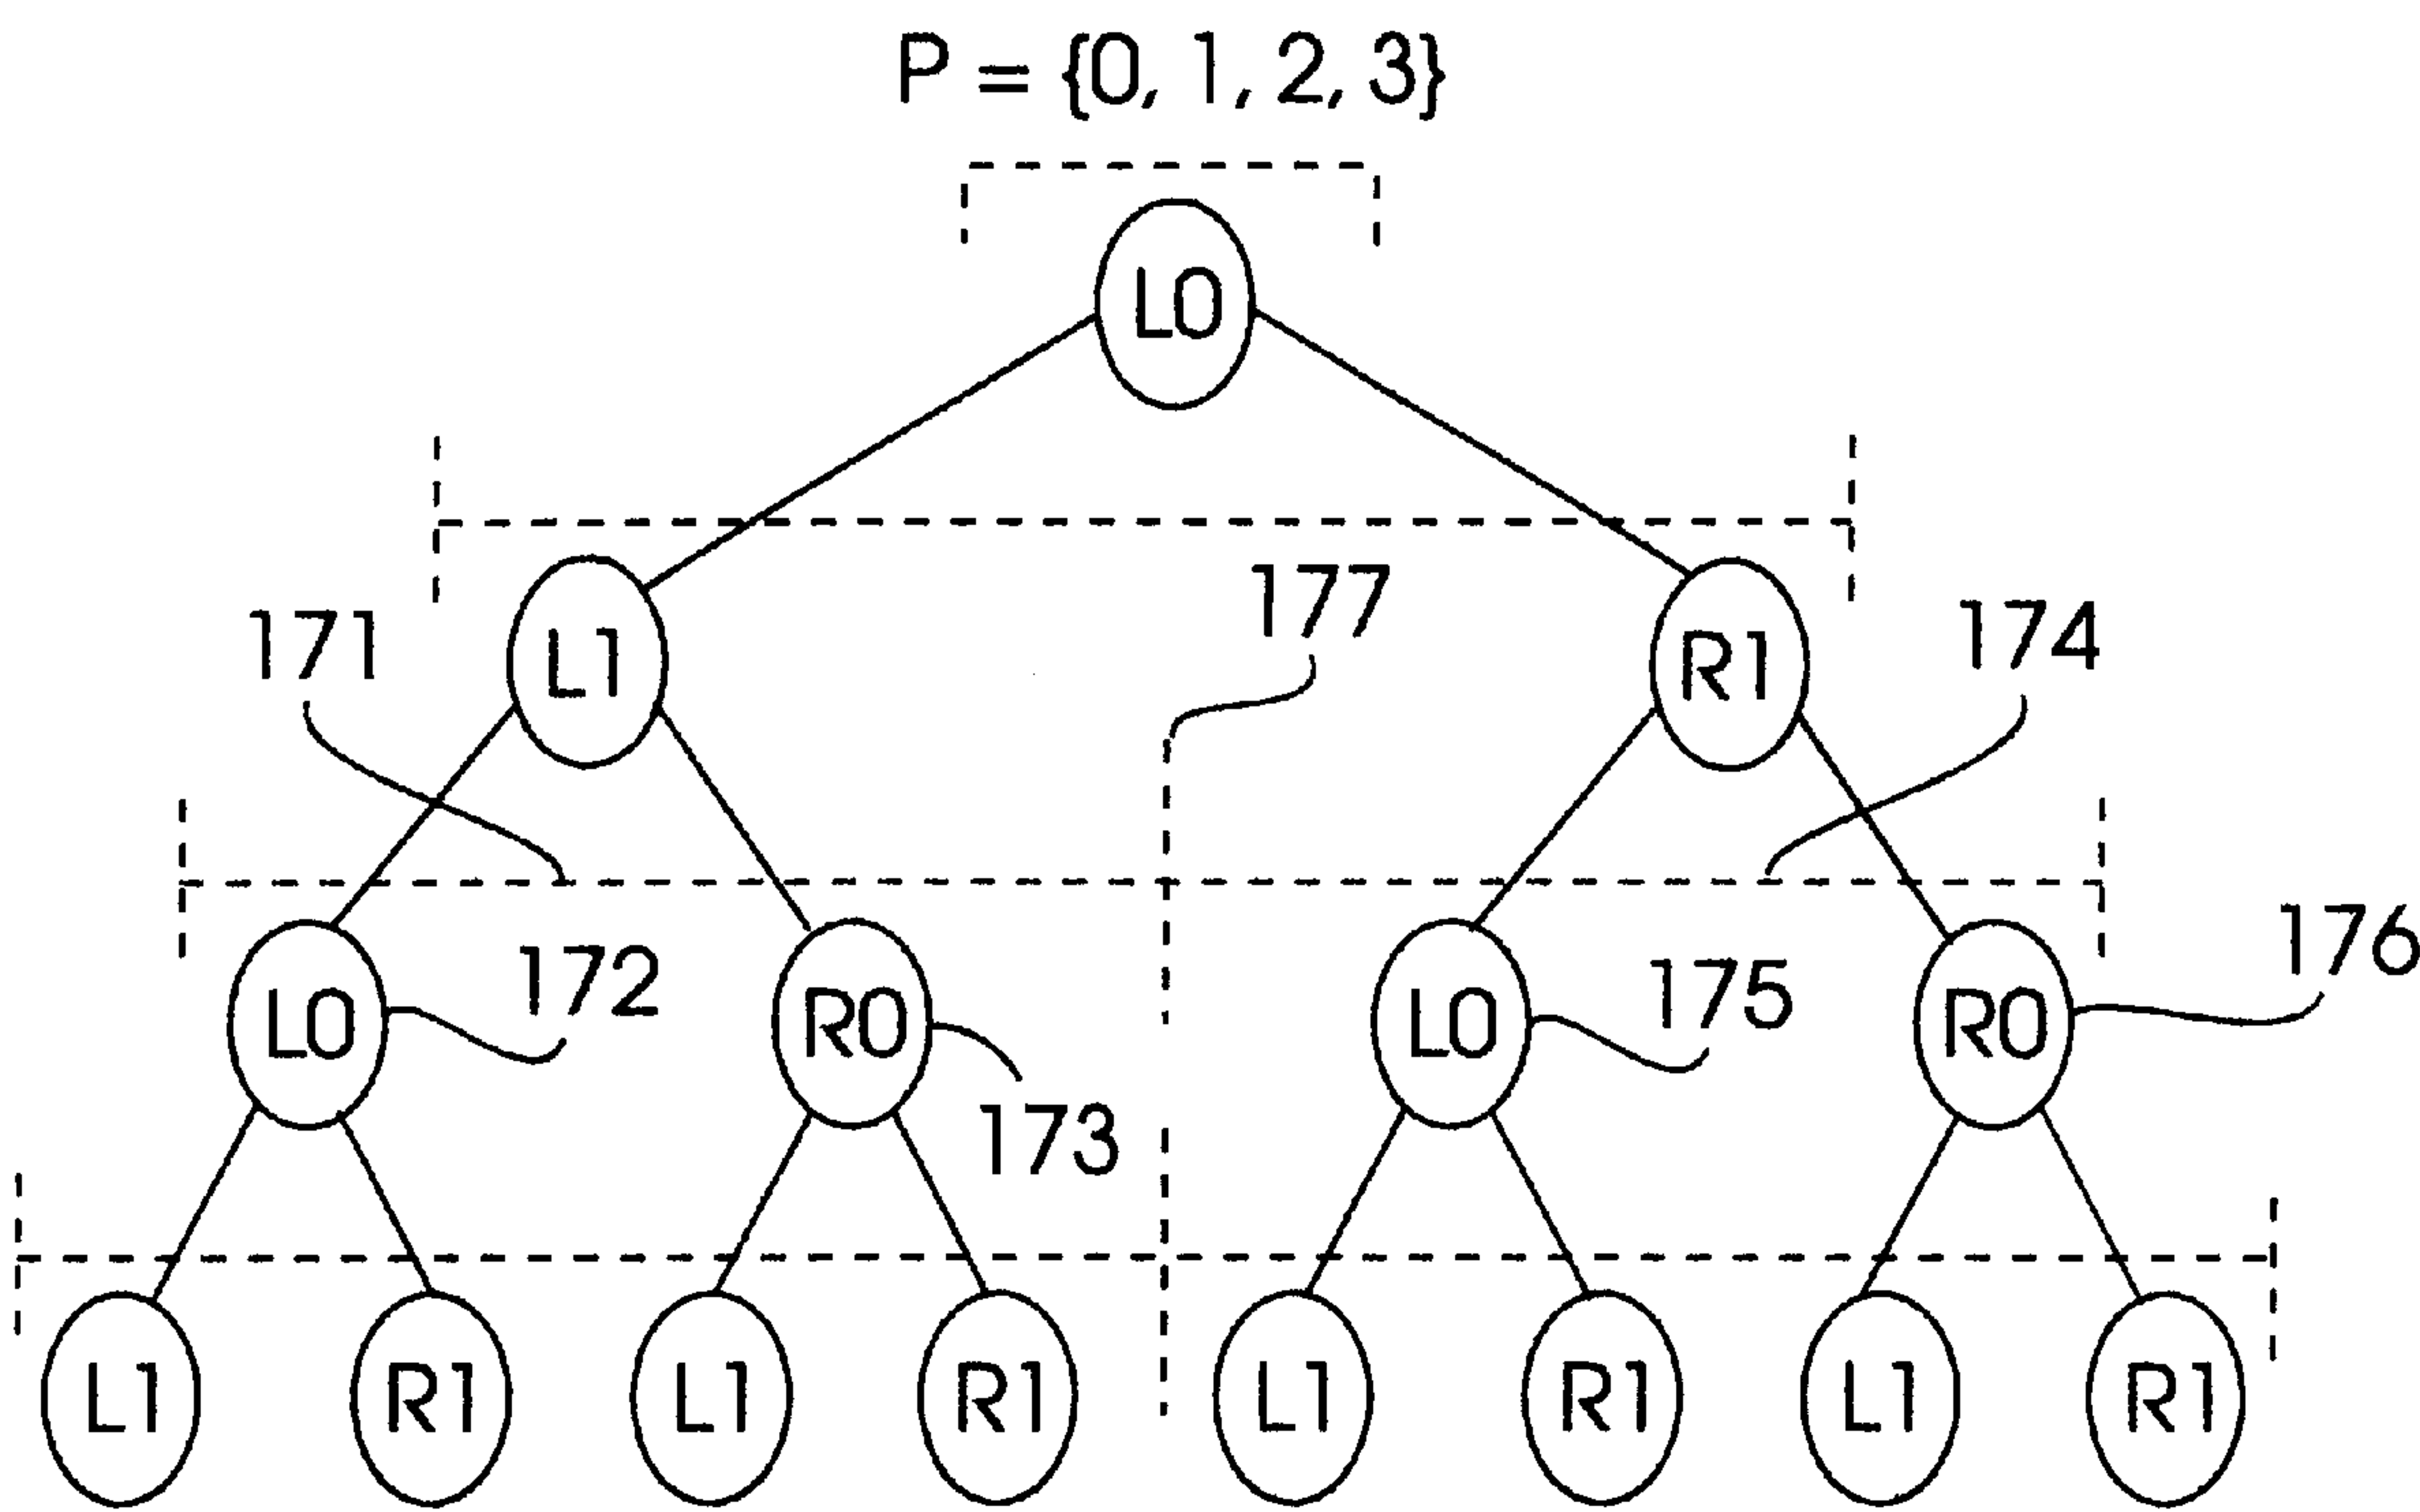 P = {0, 1, 2, 3}
L0
177
171
174
L1
R1
176
172
175
L0
R0
L0
R0
173
L1
R1
L1
R1
L1
R1
L1
R1